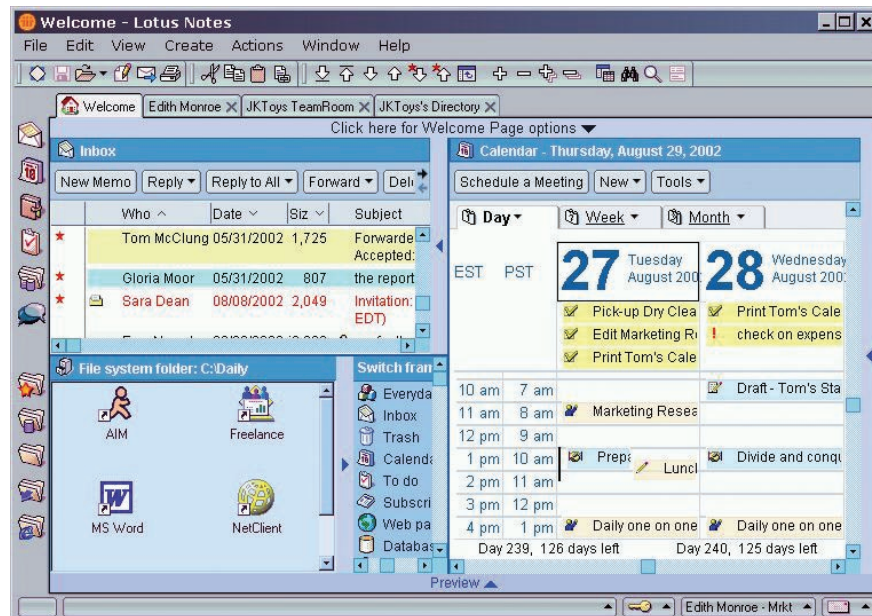 Welcome - Lotus Notes
File Edit View Create Actions Window Help
Welcome Edith Monroe JKToys TeamRoom JKToys's Directory
Click here for Welcome Page options
Inbox
New Memo Reply Reply to All Forward Del
Who Date Siz Subject
Tom McClung 05/31/2002 1,725 Forwarde
Accepted:
Gloria Moor 05/31/2002 807 the report
Sara Dean 08/08/2002 2,049 Invitation:
EDT)
File system folder: C:\Daily
AIM
Freelance
MS Word
NetClient
Switch fram
Everyda
Inbox
Trash
Calenda
To do
Subscri
Web pa
Databas
Calendar - Thursday, August 29, 2002
Schedule a Meeting New Tools
Day Week Month
EST PST
27 Tuesday
August 200
28 Wednesday
August 200
Pick-up Dry Clea Print Tom's Cale
Edit Marketing R check on expens
Print Tom's Cale
10 am 7 am Draft - Tom's Sta
11 am 8 am Marketing Resea
12 pm 9 am
1 pm 10 am Prepa Luncl Divide and conqu
2 pm 11 am
3 pm 12 pm
4 pm 1 pm Daily one on one Daily one on one
Day 239, 126 days left Day 240, 125 days left
Preview
Edith Monroe - Mrkt